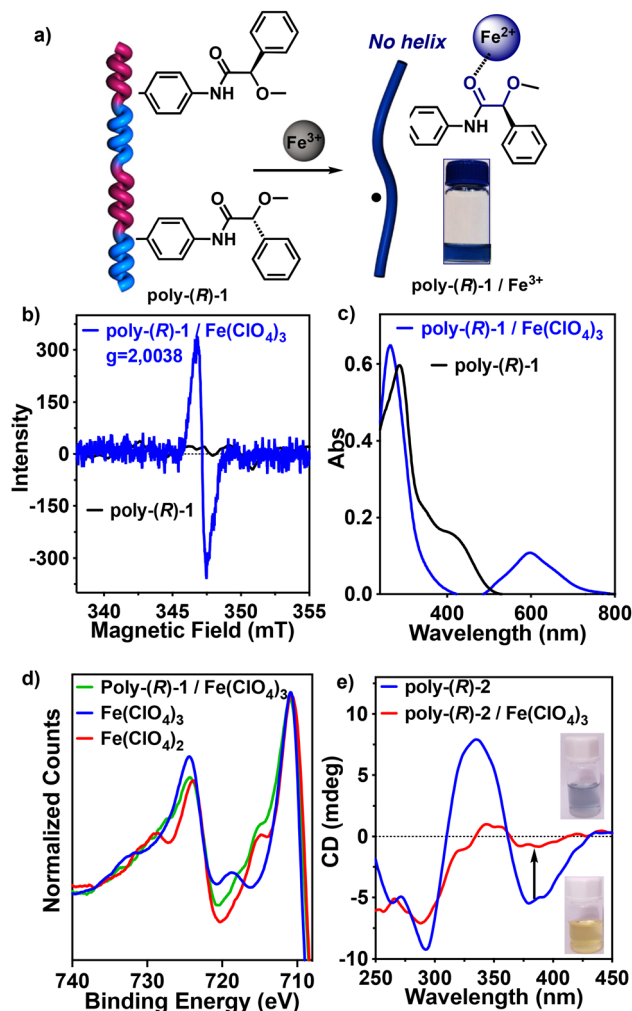 a)
No helix
Fe2+
O
NH
O
Fe3+
O
NH
O
O
NH
O
poly-(R)-1
poly-(R)-1 / Fe3+
b)
poly-(R)-1 / Fe(ClO4)3
g=2,0038
300
150
0
-150
-300
Intensity
poly-(R)-1
340
345
350
355
Magnetic Field (mT)
c)
poly-(R)-1 / Fe(ClO4)3
poly-(R)-1
0.6
0.4
0.2
0.0
Abs
400
600
800
Wavelength (nm)
d)
Poly-(R)-1 / Fe(ClO4)3
Fe(ClO4)3
Fe(ClO4)2
Normalized Counts
740
730
720
710
Binding Energy (eV)
e)
poly-(R)-2
poly-(R)-2 / Fe(ClO4)3
10
5
0
-5
-10
CD (mdeg)
250
300
350
400
450
Wavelength (nm)